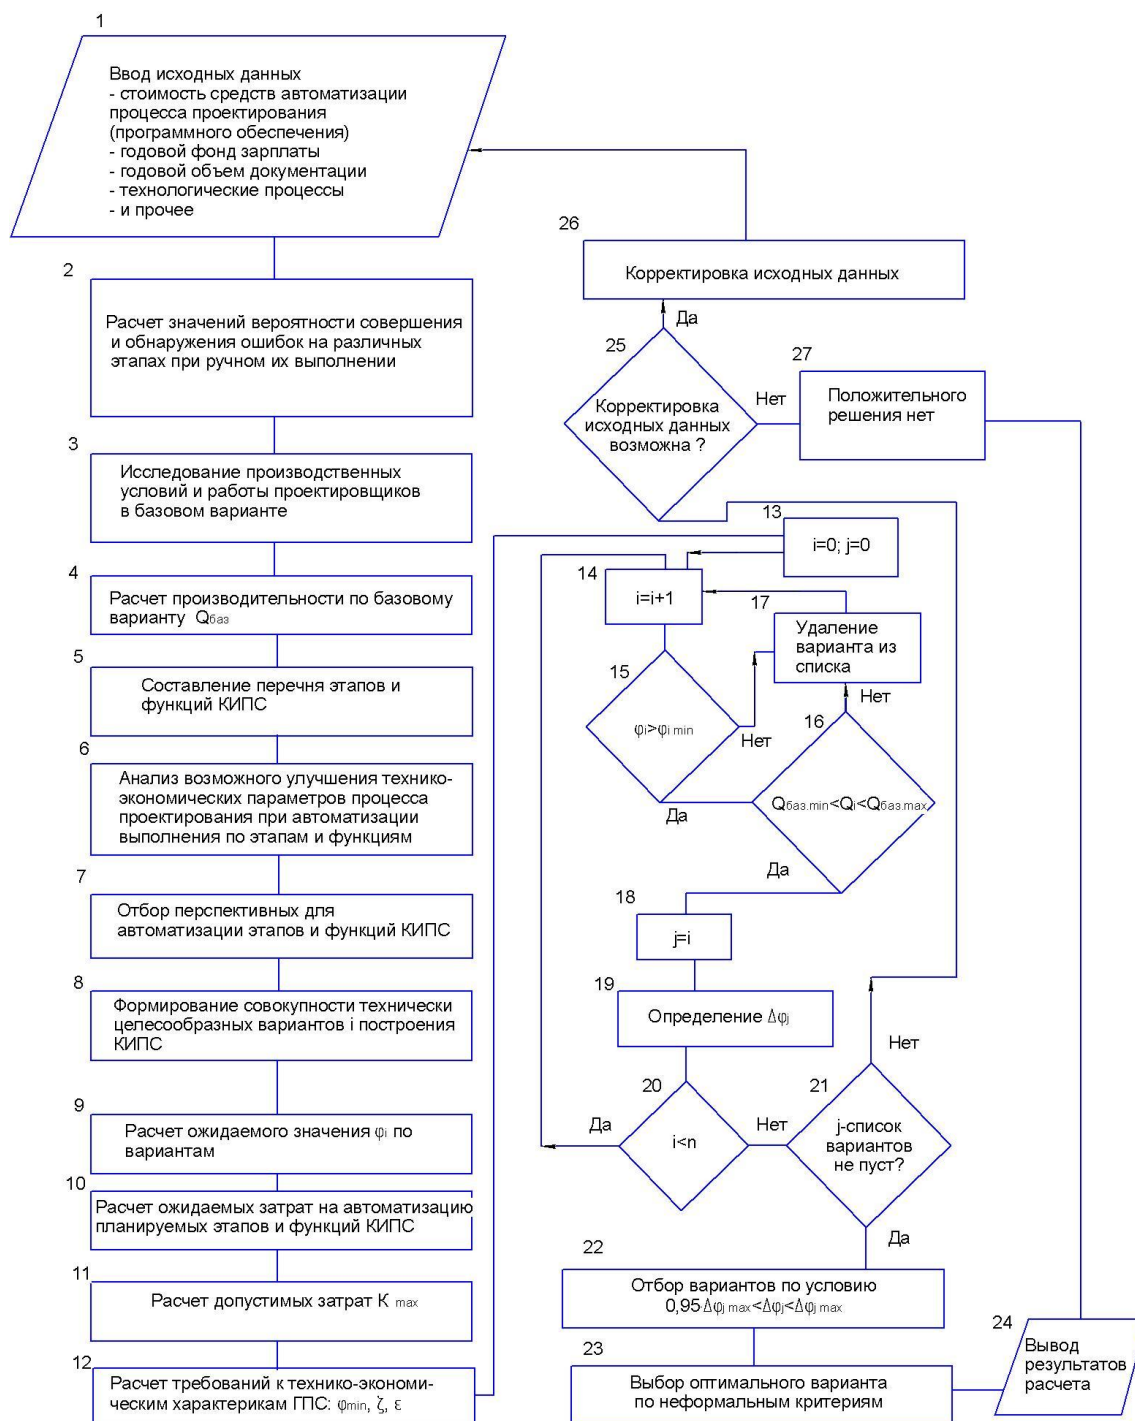 1
Ввод исходных данных
- стоимость средств автоматизации
процесса проектирования
(программного обеспечения)
- годовой фонд зарплаты
- годовой объем документации
- технологические процессы
- и прочее
2
Расчет значений вероятности совершения
и обнаружения ошибок на различных
этапах при ручном их выполнении
3
Исследование производственных
условий и работы проектировщиков
в базовом варианте
4
Расчет производительности по базовому
варианту Qбаз
5
Составление перечня этапов и
функций КИПС
6
Анализ возможного улучшения технико-
экономических параметров процесса
проектирования при автоматизации
выполнения по этапам и функциям
7
Отбор перспективных для
автоматизации этапов и функций КИПС
8
Формирование совокупности технически
целесообразных вариантов i построения
КИПС
9
Расчет ожидаемого значения φi по
вариантам
10
Расчет ожидаемых затрат на автоматизацию
планируемых этапов и функций КИПС
11
Расчет допустимых затрат К max
12
Расчет требований к технико-экономи-
ческим характерикам ГПС: φmin, ζ, ε
26
Корректировка исходных данных
Да
25
Корректировка
исходных данных
возможна ?
Нет
27
Положительного
решения нет
13
i=0; j=0
14
i=i+1
17
Удаление
варианта из
списка
15
φi>φi min
Нет
Да
Нет
16
Qбаз.min<Qi<Qбаз.max
Да
18
j=i
19
Определение Δφj
20
i<n
Да
Нет
21
j-список
вариантов
не пуст?
Нет
Да
22
Отбор вариантов по условию
0,95·Δφj max<Δφj<Δφj max
23
Выбор оптимального варианта
по неформальным критериям
24
Вывод
результатов
расчета